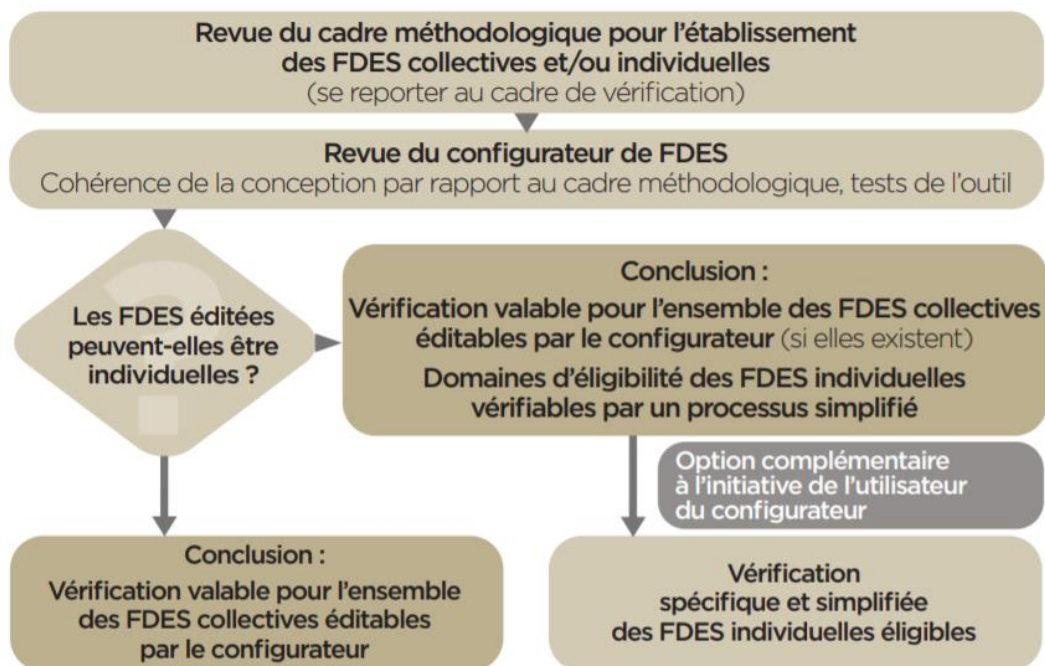 Revue du cadre méthodologique pour l'établissement
des FDES collectives et/ou individuelles
(se reporter au cadre de vérification)
Revue du configurateur de FDES
Cohérence de la conception par rapport au cadre méthodologique, tests de l'outil
?
Les FDES éditées
peuvent-elles être
individuelles ?
Conclusion :
Vérification valable pour l'ensemble des FDES collectives
éditables par le configurateur (si elles existent)
Domaines d'éligibilité des FDES individuelles
vérifiables par un processus simplifié
Option complémentaire
à l'initiative de l'utilisateur
du configurateur
Conclusion :
Vérification valable pour l'ensemble
des FDES collectives éditables
par le configurateur
Vérification
spécifique et simplifiée
des FDES individuelles éligibles